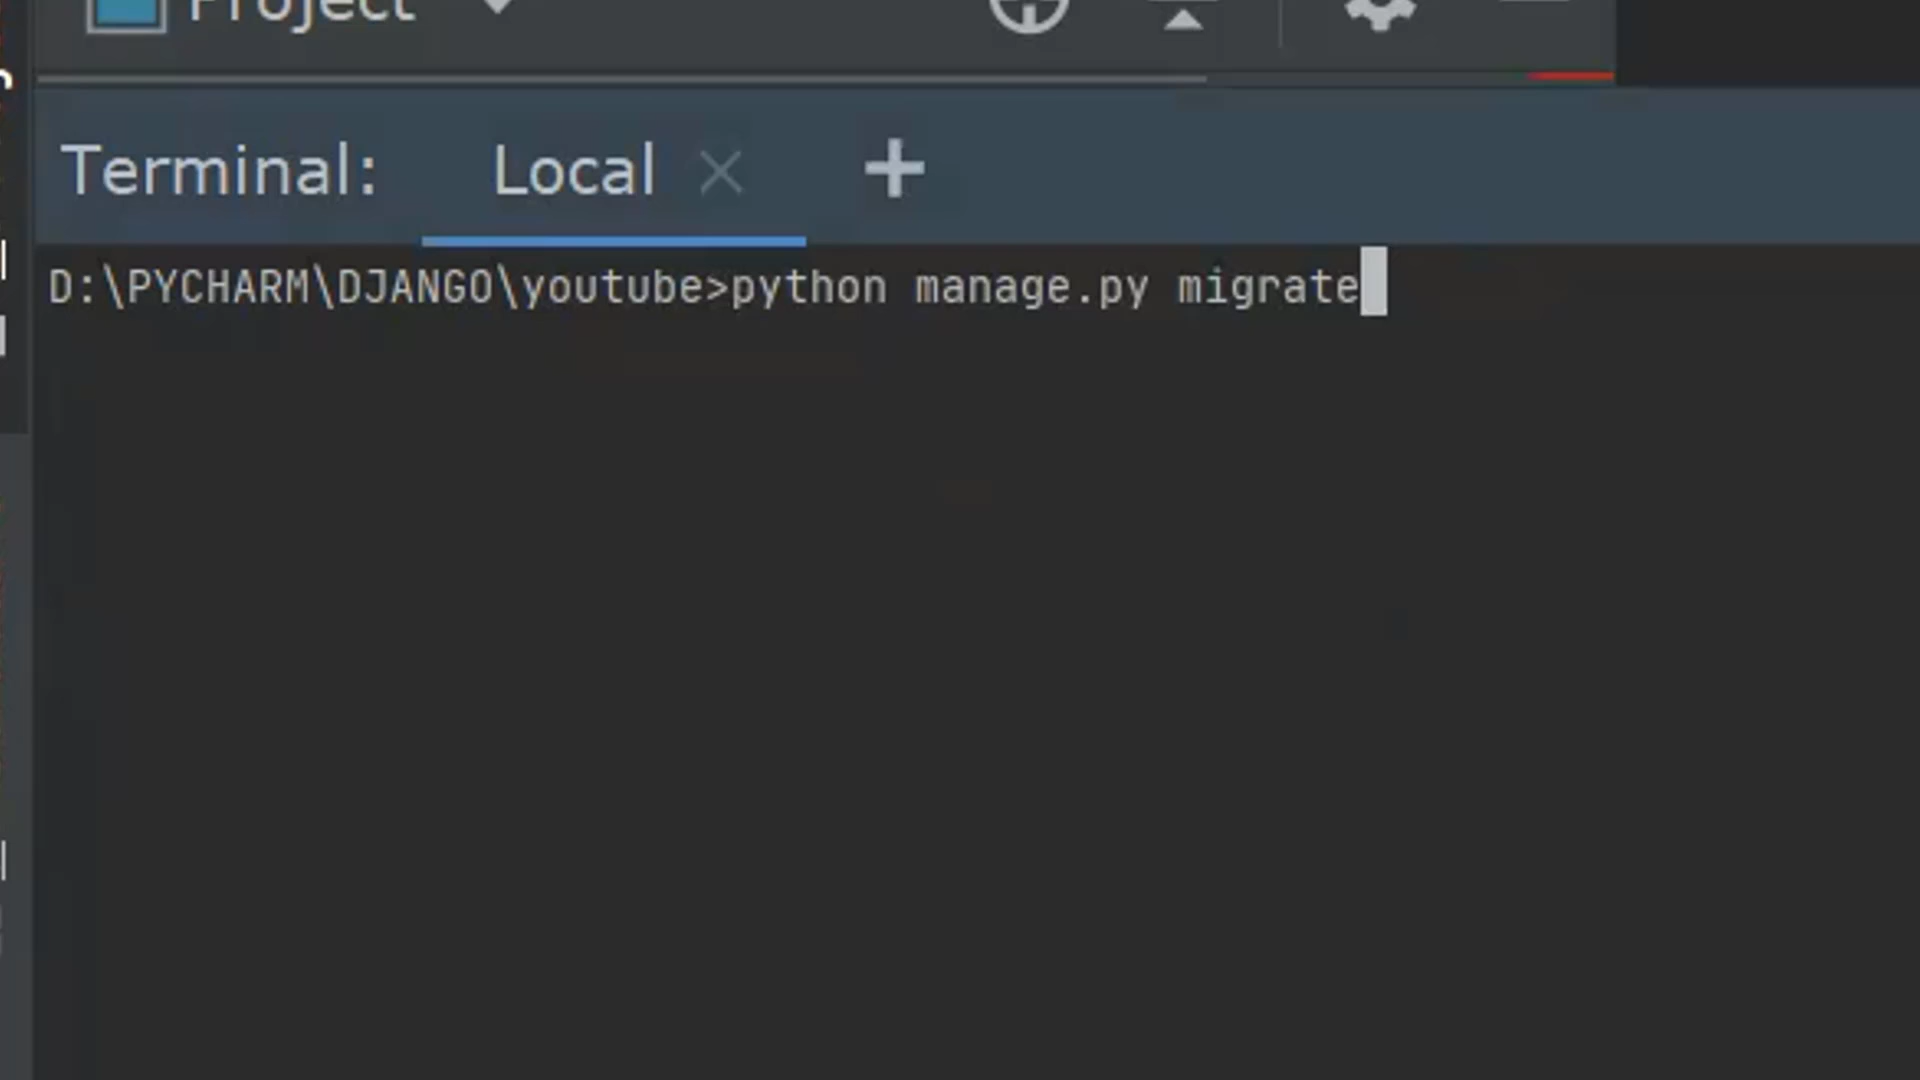 Project
Terminal: Local × +
D:\PYCHARM\DJANGO\youtube>python manage.py migrate